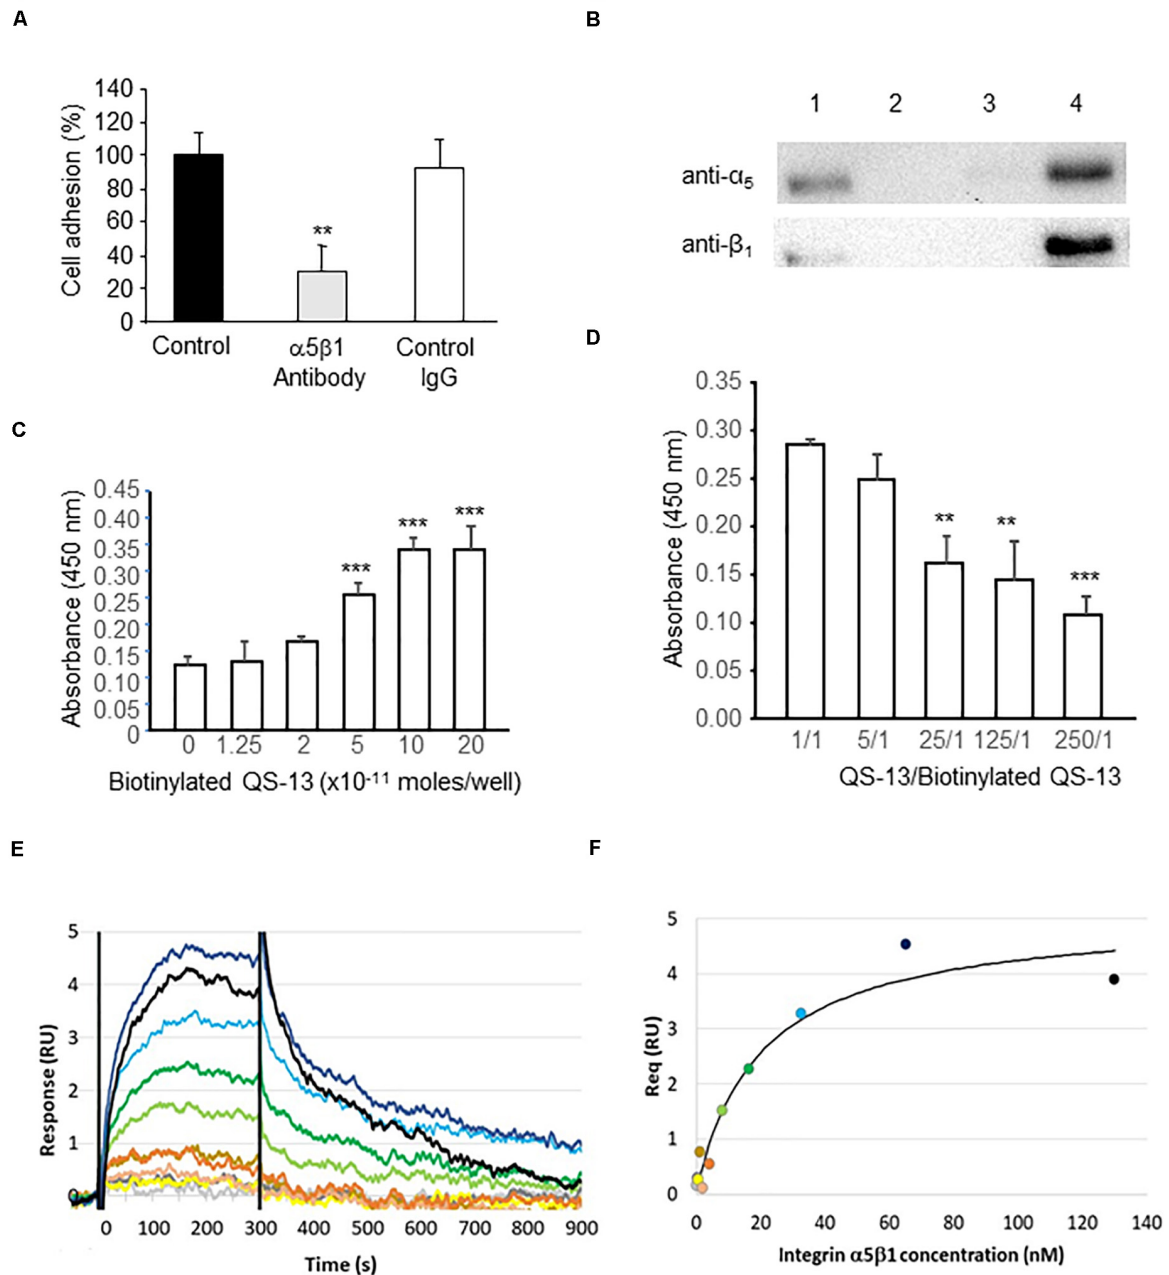 A
Cell adhesion (%)
140
120
100
80
60
40
20
0
**
Control
α5β1
Antibody
Control
IgG
B
1 2 3 4
anti-α5
anti-β1
C
Absorbance (450 nm)
0.45
0.40
0.35
0.30
0.25
0.20
0.15
0.10
0.05
0
*** *** ***
0 1.25 2 5 10 20
Biotinylated QS-13 (x10-11 moles/well)
D
Absorbance (450 nm)
0.35
0.30
0.25
0.20
0.15
0.10
0.05
0.00
** ** ***
1/1 5/1 25/1 125/1 250/1
QS-13/Biotinylated QS-13
E
Response (RU)
5
4
3
2
1
0
0 100 200 300 400 500 600 700 800 900
Time (s)
F
Req (RU)
5
4
3
2
1
0
0 20 40 60 80 100 120 140
Integrin α5β1 concentration (nM)